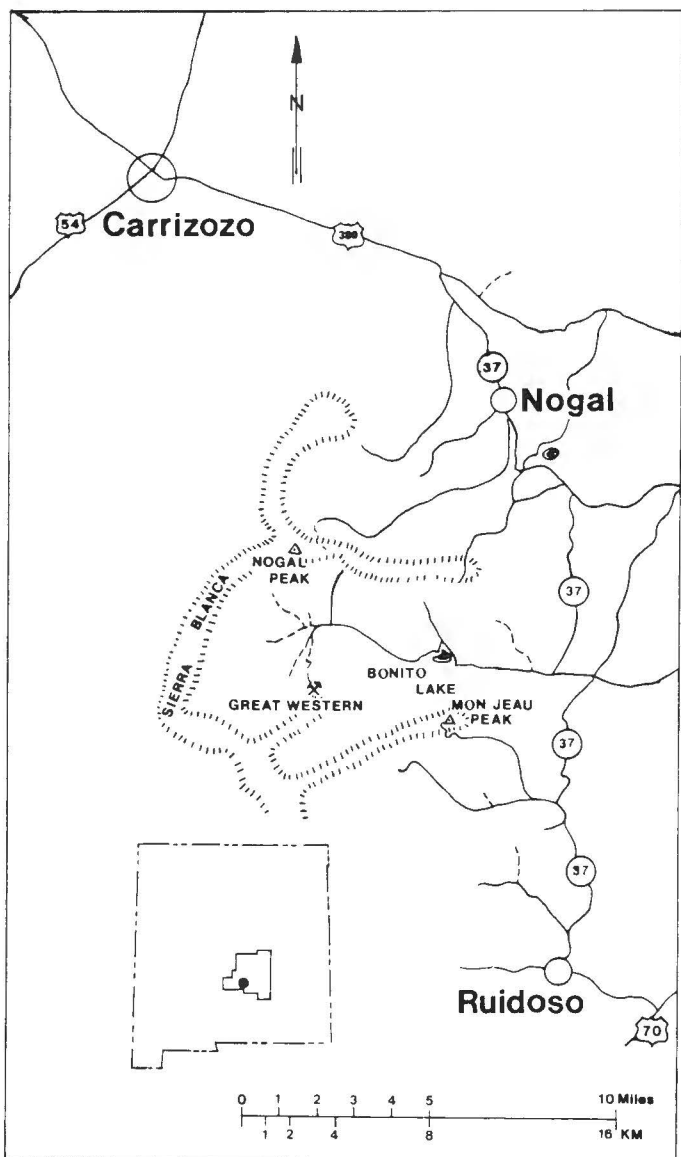 N
54
Carrizozo
380
37
Nogal
NOGAL
PEAK
37
SIERRA BLANCA
BONITO
LAKE
GREAT WESTERN
MON JEAU
PEAK
37
37
Ruidoso
70
0 1 2 3 4 5 10 Miles
1 2 4 8 16 KM